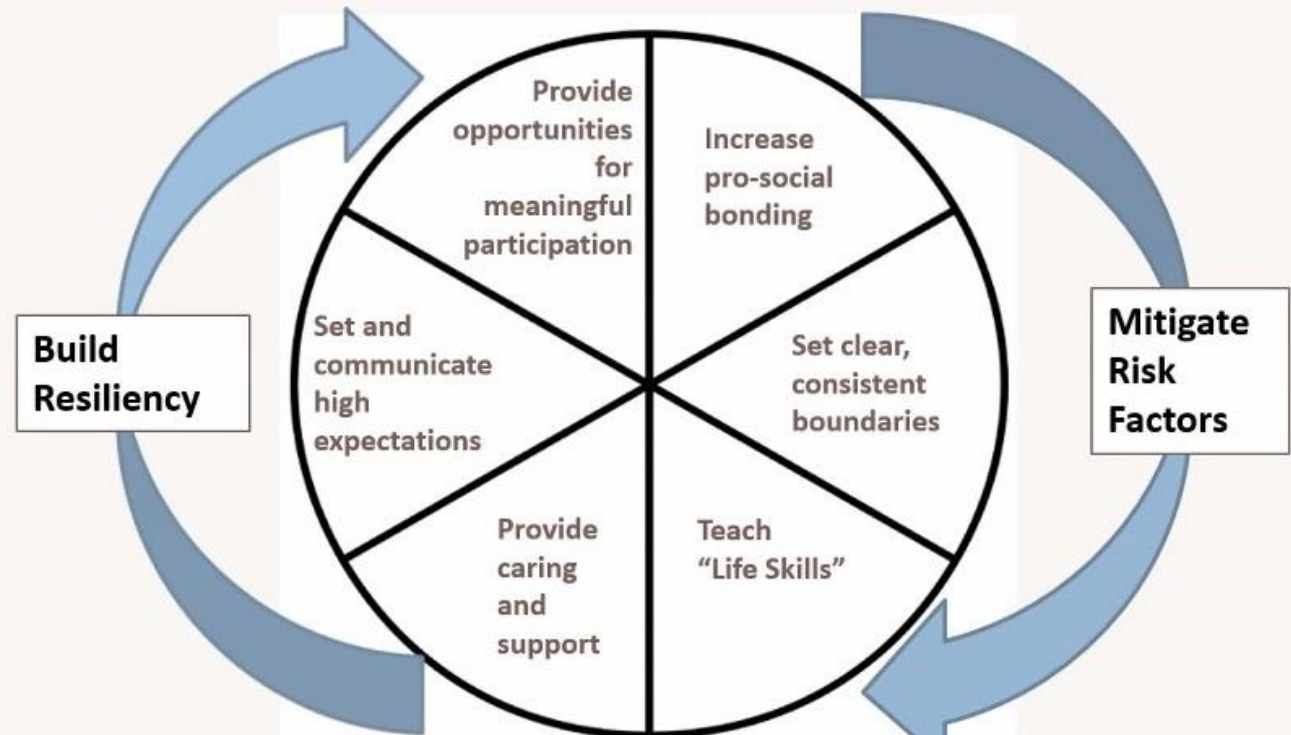 Provide
opportunities
for
meaningful
participation
Increase
pro-social
bonding
Set and
communicate
high
expectations
Set clear,
consistent
boundaries
Provide
caring
and
support
Teach
“Life Skills”
Build
Resiliency
Mitigate
Risk
Factors